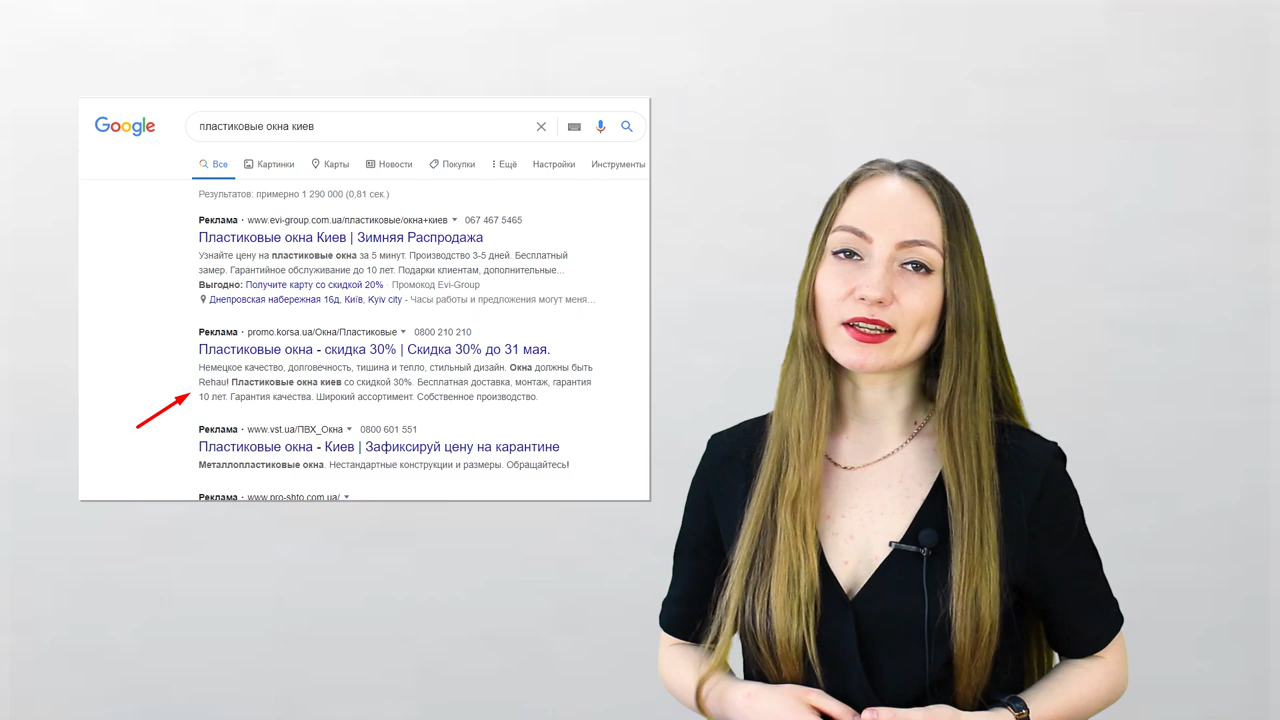 Google
пластиковые окна киев
Все Картинки Карты Новости Покупки Ещё Настройки Инструменты
Результатов: примерно 1 290 000 (0,81 сек.)
Реклама · www.evi-group.com.ua/пластиковые/окна+киев 067 467 5465
Пластиковые окна Киев | Зимняя Распродажа
Узнайте цену на пластиковые окна за 5 минут. Производство 3-5 дней. Бесплатный
замер. Гарантийное обслуживание до 10 лет. Подарки клиентам, дополнительные...
Выгодно: Получите карту со скидкой 20% · Промокод Evi-Group
Днепровская набережная 16д, Київ, Kyiv city - Часы работы и предложения могут меня...
Реклама · promo.korsa.ua/Окна/Пластиковые 0800 210 210
Пластиковые окна - скидка 30% | Скидка 30% до 31 мая.
Немецкое качество, долговечность, тишина и тепло, стильный дизайн. Окна должны быть
Rehau! Пластиковые окна киев со скидкой 30%. Бесплатная доставка, монтаж, гарантия
10 лет. Гарантия качества. Широкий ассортимент. Собственное производство.
Реклама · www.vst.ua/ПВХ_Окна 0800 601 551
Пластиковые окна - Киев | Зафиксируй цену на карантине
Металлопластиковые окна. Нестандартные конструкции и размеры. Обращайтесь!
Реклама · www.pro-shto.com.ua/